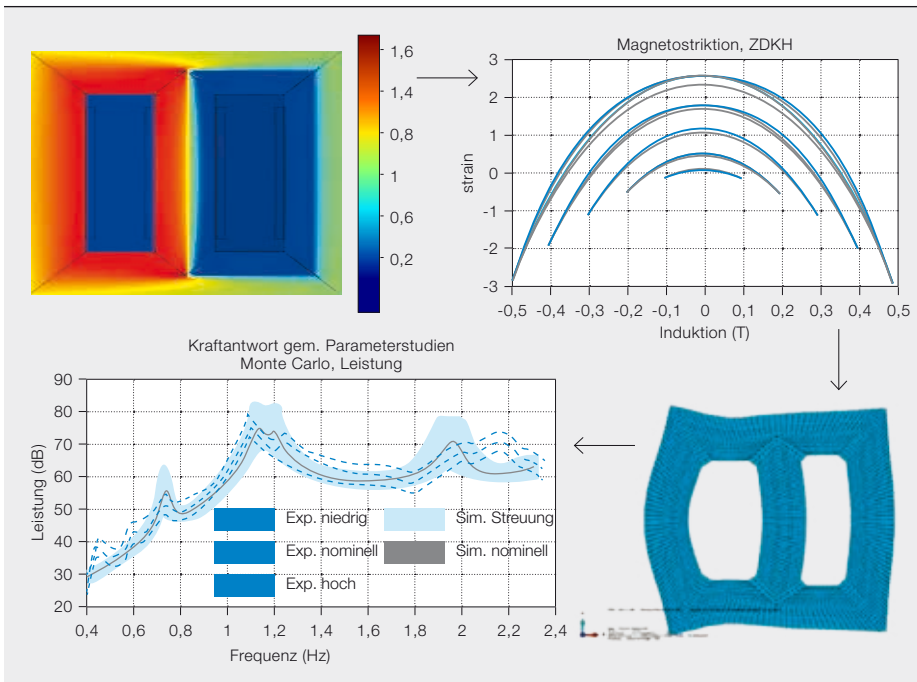 1,6
1,4
0,8
1
0,6
0,2
Magnetostriktion, ZDKH
strain
3
2
1
0
-1
-2
-3
-0,5 -0,4 -0,3 -0,2 -0,1 0 0,1 0,2 0,3 0,4 0,5
Induktion (T)
Kraftantwort gem. Parameterstudien
Monte Carlo, Leistung
Leistung (dB)
90
80
70
60
50
40
30
20
Exp. niedrig
Sim. Streuung
Exp. nominell
Sim. nominell
Exp. hoch
0,4 0,6 0,8 1 1,2 1,4 1,6 1,8 2 2,2 2,4
Frequenz (Hz)